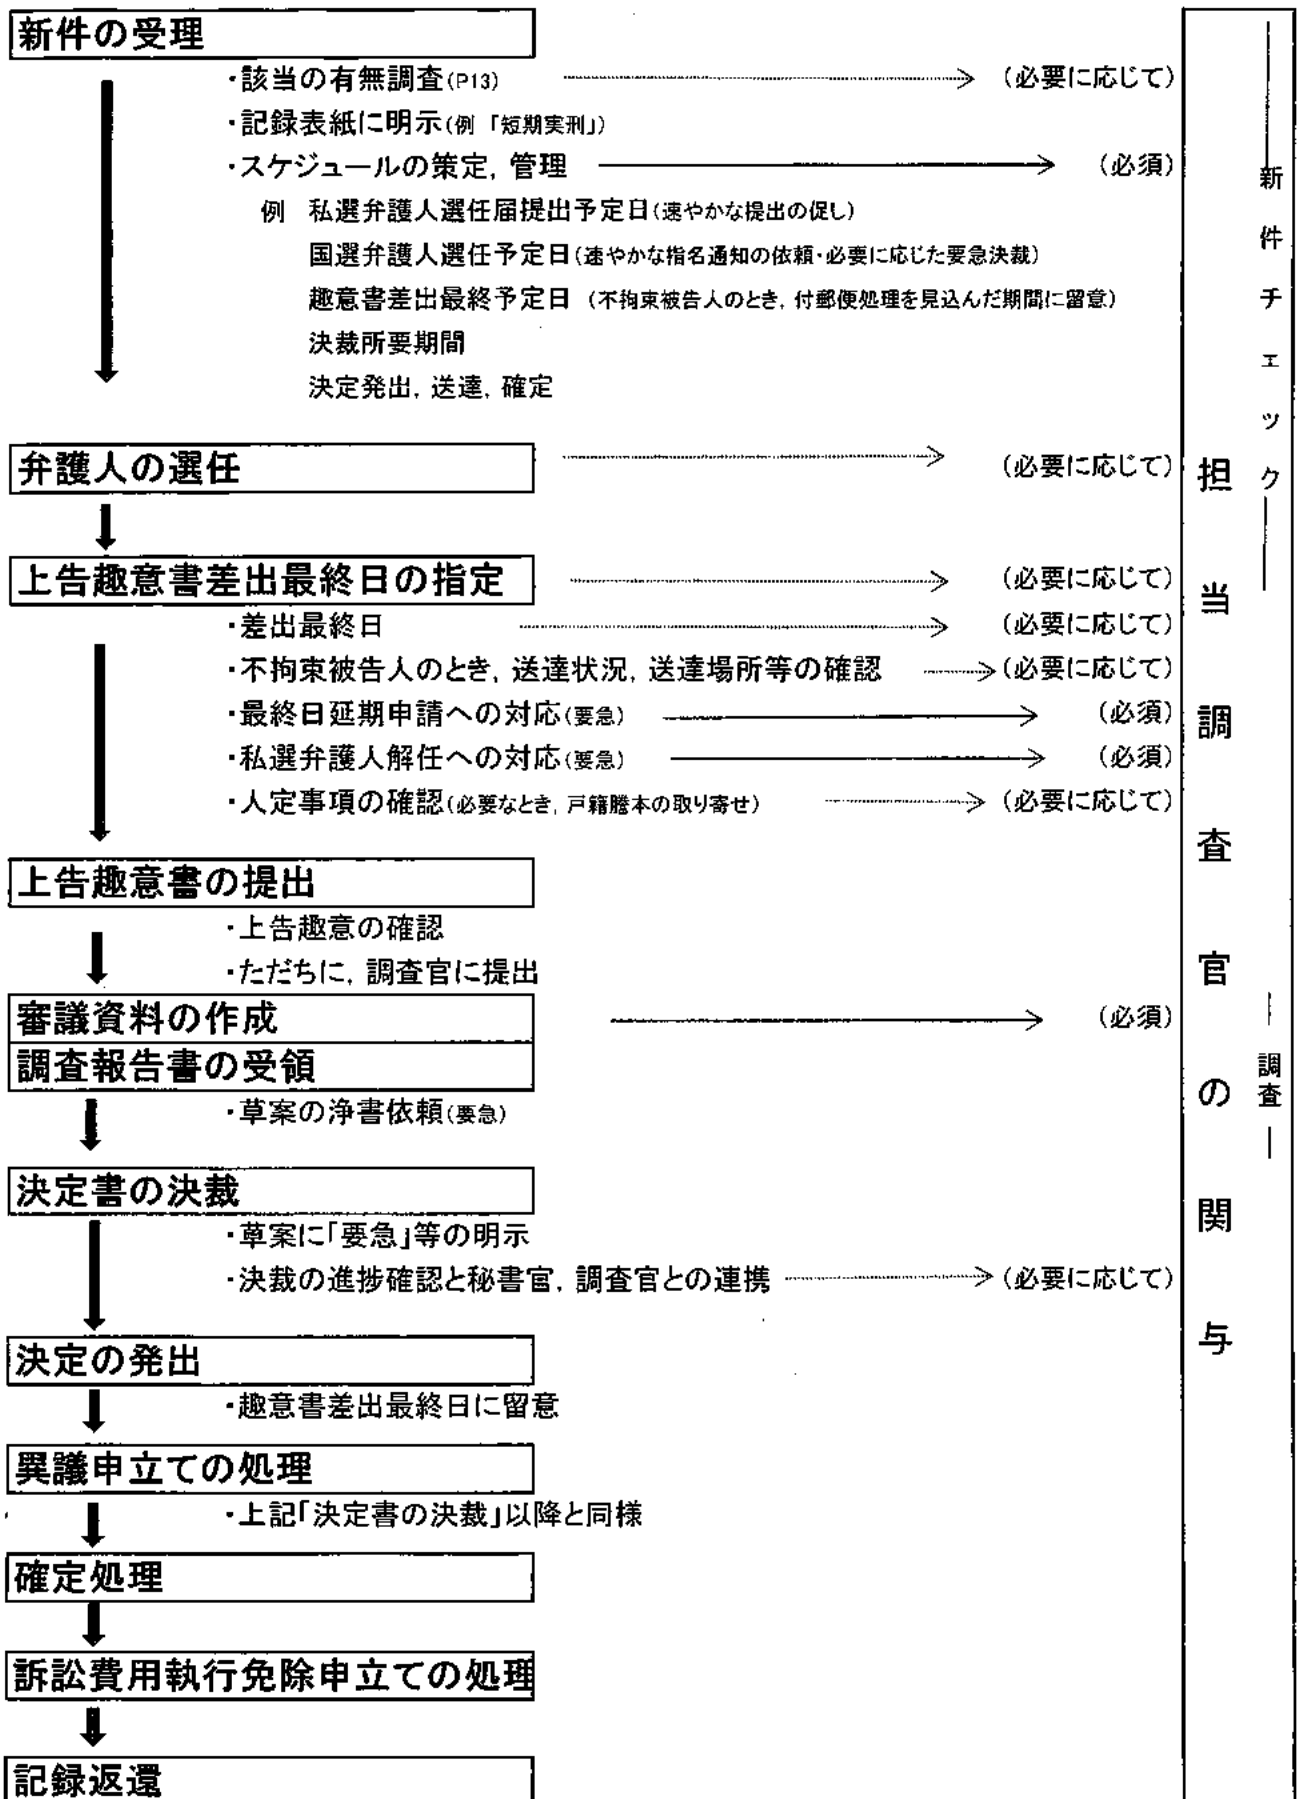 新件の受理
・該当の有無調査(P13) (必要に応じて)
・記録表紙に明示(例 「短期実刑」)
・スケジュールの策定, 管理 (必須)
例 私選弁護人選任届提出予定日(速やかな提出の促し)
国選弁護人選任予定日(速やかな指名通知の依頼・必要に応じた要急決裁)
趣意書差出最終予定日 (不拘束被告人のとき, 付郵便処理を見込んだ期間に留意)
決裁所要期間
決定発出, 送達, 確定
弁護人の選任 (必要に応じて)
上告趣意書差出最終日の指定 (必要に応じて)
・差出最終日 (必要に応じて)
・不拘束被告人のとき, 送達状況, 送達場所等の確認 (必要に応じて)
・最終日延期申請への対応(要急) (必須)
・私選弁護人解任への対応(要急) (必須)
・人定事項の確認(必要なとき, 戸籍謄本の取り寄せ) (必要に応じて)
上告趣意書の提出
・上告趣意の確認
・ただちに, 調査官に提出
審議資料の作成 (必須)
調査報告書の受領
・草案の浄書依頼(要急)
決定書の決裁
・草案に「要急」等の明示
・決裁の進捗確認と秘書官, 調査官との連携 (必要に応じて)
決定の発出
・趣意書差出最終日に留意
異議申立ての処理
・上記「決定書の決裁」以降と同様
確定処理
訴訟費用執行免除申立ての処理
記録返還
担当調査官の関与
新件チェック
調査